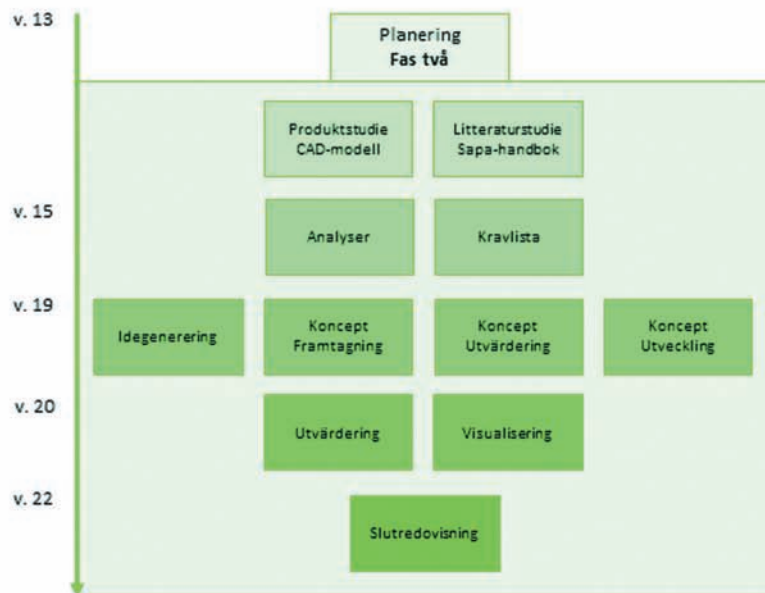 v. 13
Planering
Fas två
Produktstudie
CAD-modell
Litteraturstudie
Sapa-handbok
v. 15
Analyser
Kravlista
v. 19
Idegenerering
Koncept
Framtagning
Koncept
Utvärdering
Koncept
Utveckling
v. 20
Utvärdering
Visualisering
v. 22
Slutredovisning